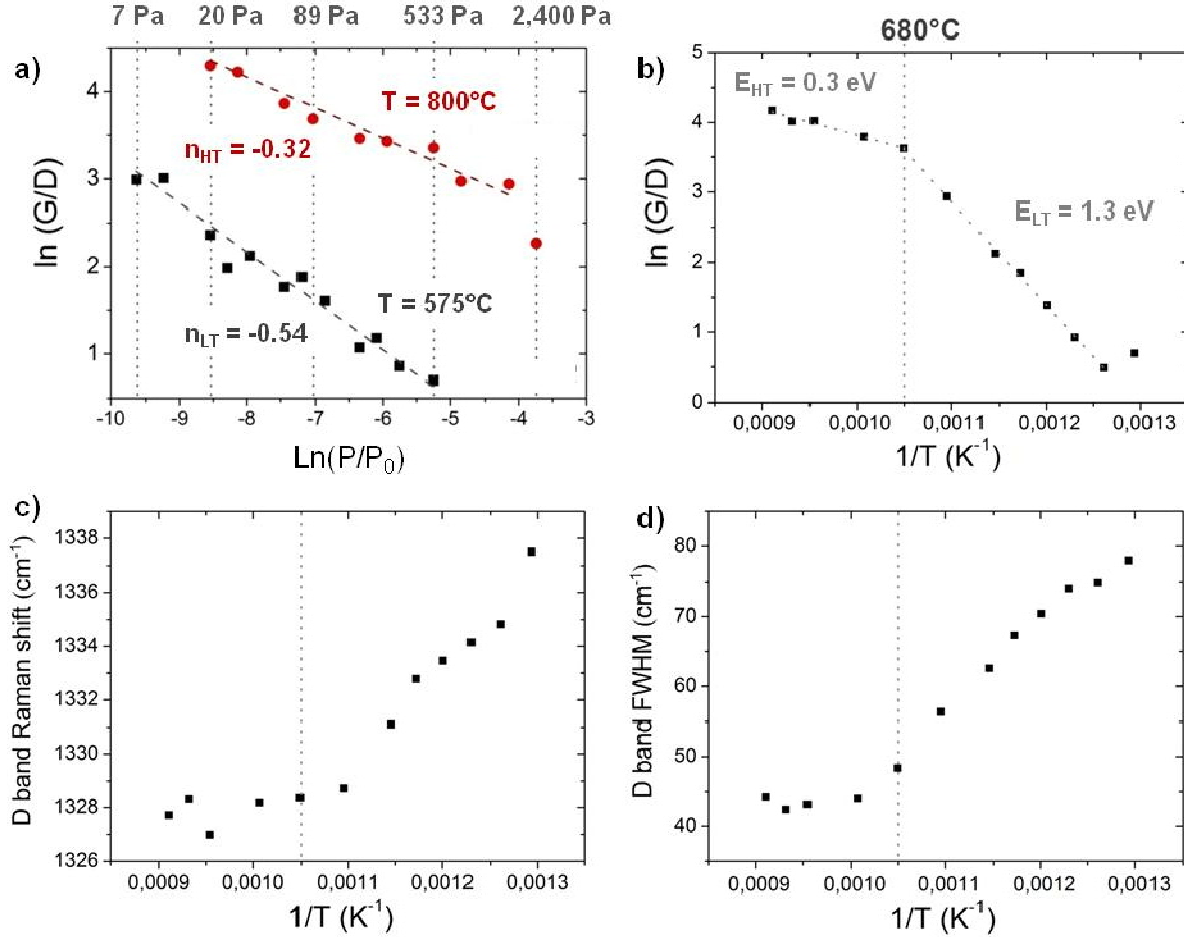 7 Pa 20 Pa 89 Pa 533 Pa 2,400 Pa
a)
ln (G/D)
4
3
2
1
T = 800°C
nHT = -0.32
T = 575°C
nLT = -0.54
-10 -9 -8 -7 -6 -5 -4 -3
Ln(P/P0)
680°C
b)
ln (G/D)
5
4
3
2
1
0
EHT = 0.3 eV
ELT = 1.3 eV
0,0009 0,0010 0,0011 0,0012 0,0013
1/T (K-1)
c)
D band Raman shift (cm-1)
1338
1336
1334
1332
1330
1328
1326
0,0009 0,0010 0,0011 0,0012 0,0013
1/T (K-1)
d)
D band FWHM (cm-1)
80
70
60
50
40
0,0009 0,0010 0,0011 0,0012 0,0013
1/T (K-1)